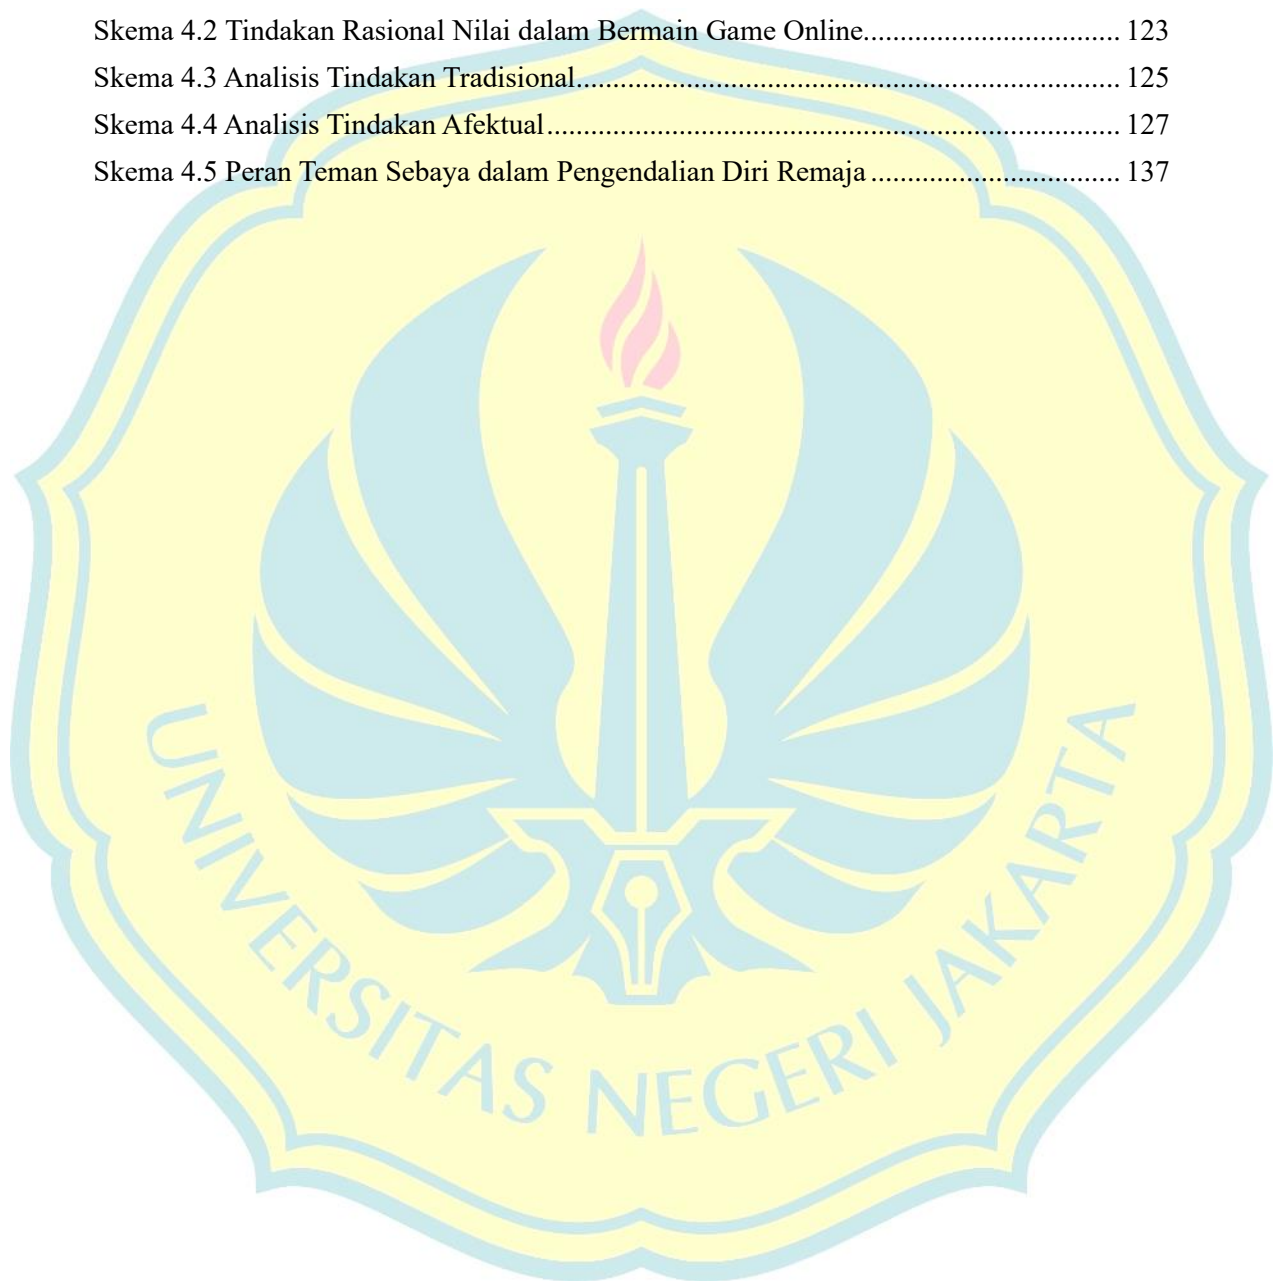 Skema 4.2 Tindakan Rasional Nilai dalam Bermain Game Online................................ 123
Skema 4.3 Analisis Tindakan Tradisional.................................................................... 125
Skema 4.4 Analisis Tindakan Afektual........................................................................ 127
Skema 4.5 Peran Teman Sebaya dalam Pengendalian Diri Remaja............................... 137
UNIVERSITAS NEGERI JAKARTA